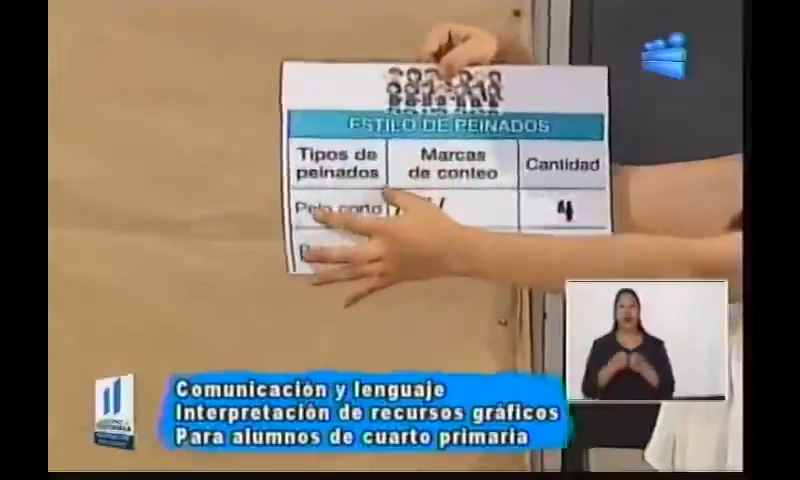 ESTILO DE PEINADOS
Tipos de peinados
Marcas de conteo
Cantidad
Pelo corto
4
Comunicación y lenguaje
Interpretación de recursos gráficos
Para alumnos de cuarto primaria